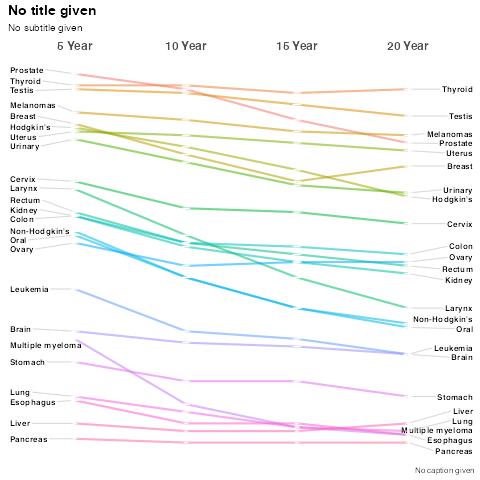 No title given
No subtitle given
5 Year 10 Year 15 Year 20 Year
Prostate
Thyroid
Testis
Melanomas
Breast
Hodgkin's
Uterus
Urinary
Cervix
Larynx
Rectum
Kidney
Colon
Non-Hodgkin's
Oral
Ovary
Leukemia
Brain
Multiple myeloma
Stomach
Lung
Esophagus
Liver
Pancreas
Thyroid
Testis
Melanomas
Prostate
Uterus
Breast
Urinary
Hodgkin's
Cervix
Colon
Ovary
Rectum
Kidney
Larynx
Non-Hodgkin's
Oral
Leukemia
Brain
Stomach
Liver
Lung
Multiple myeloma
Esophagus
Pancreas
No caption given